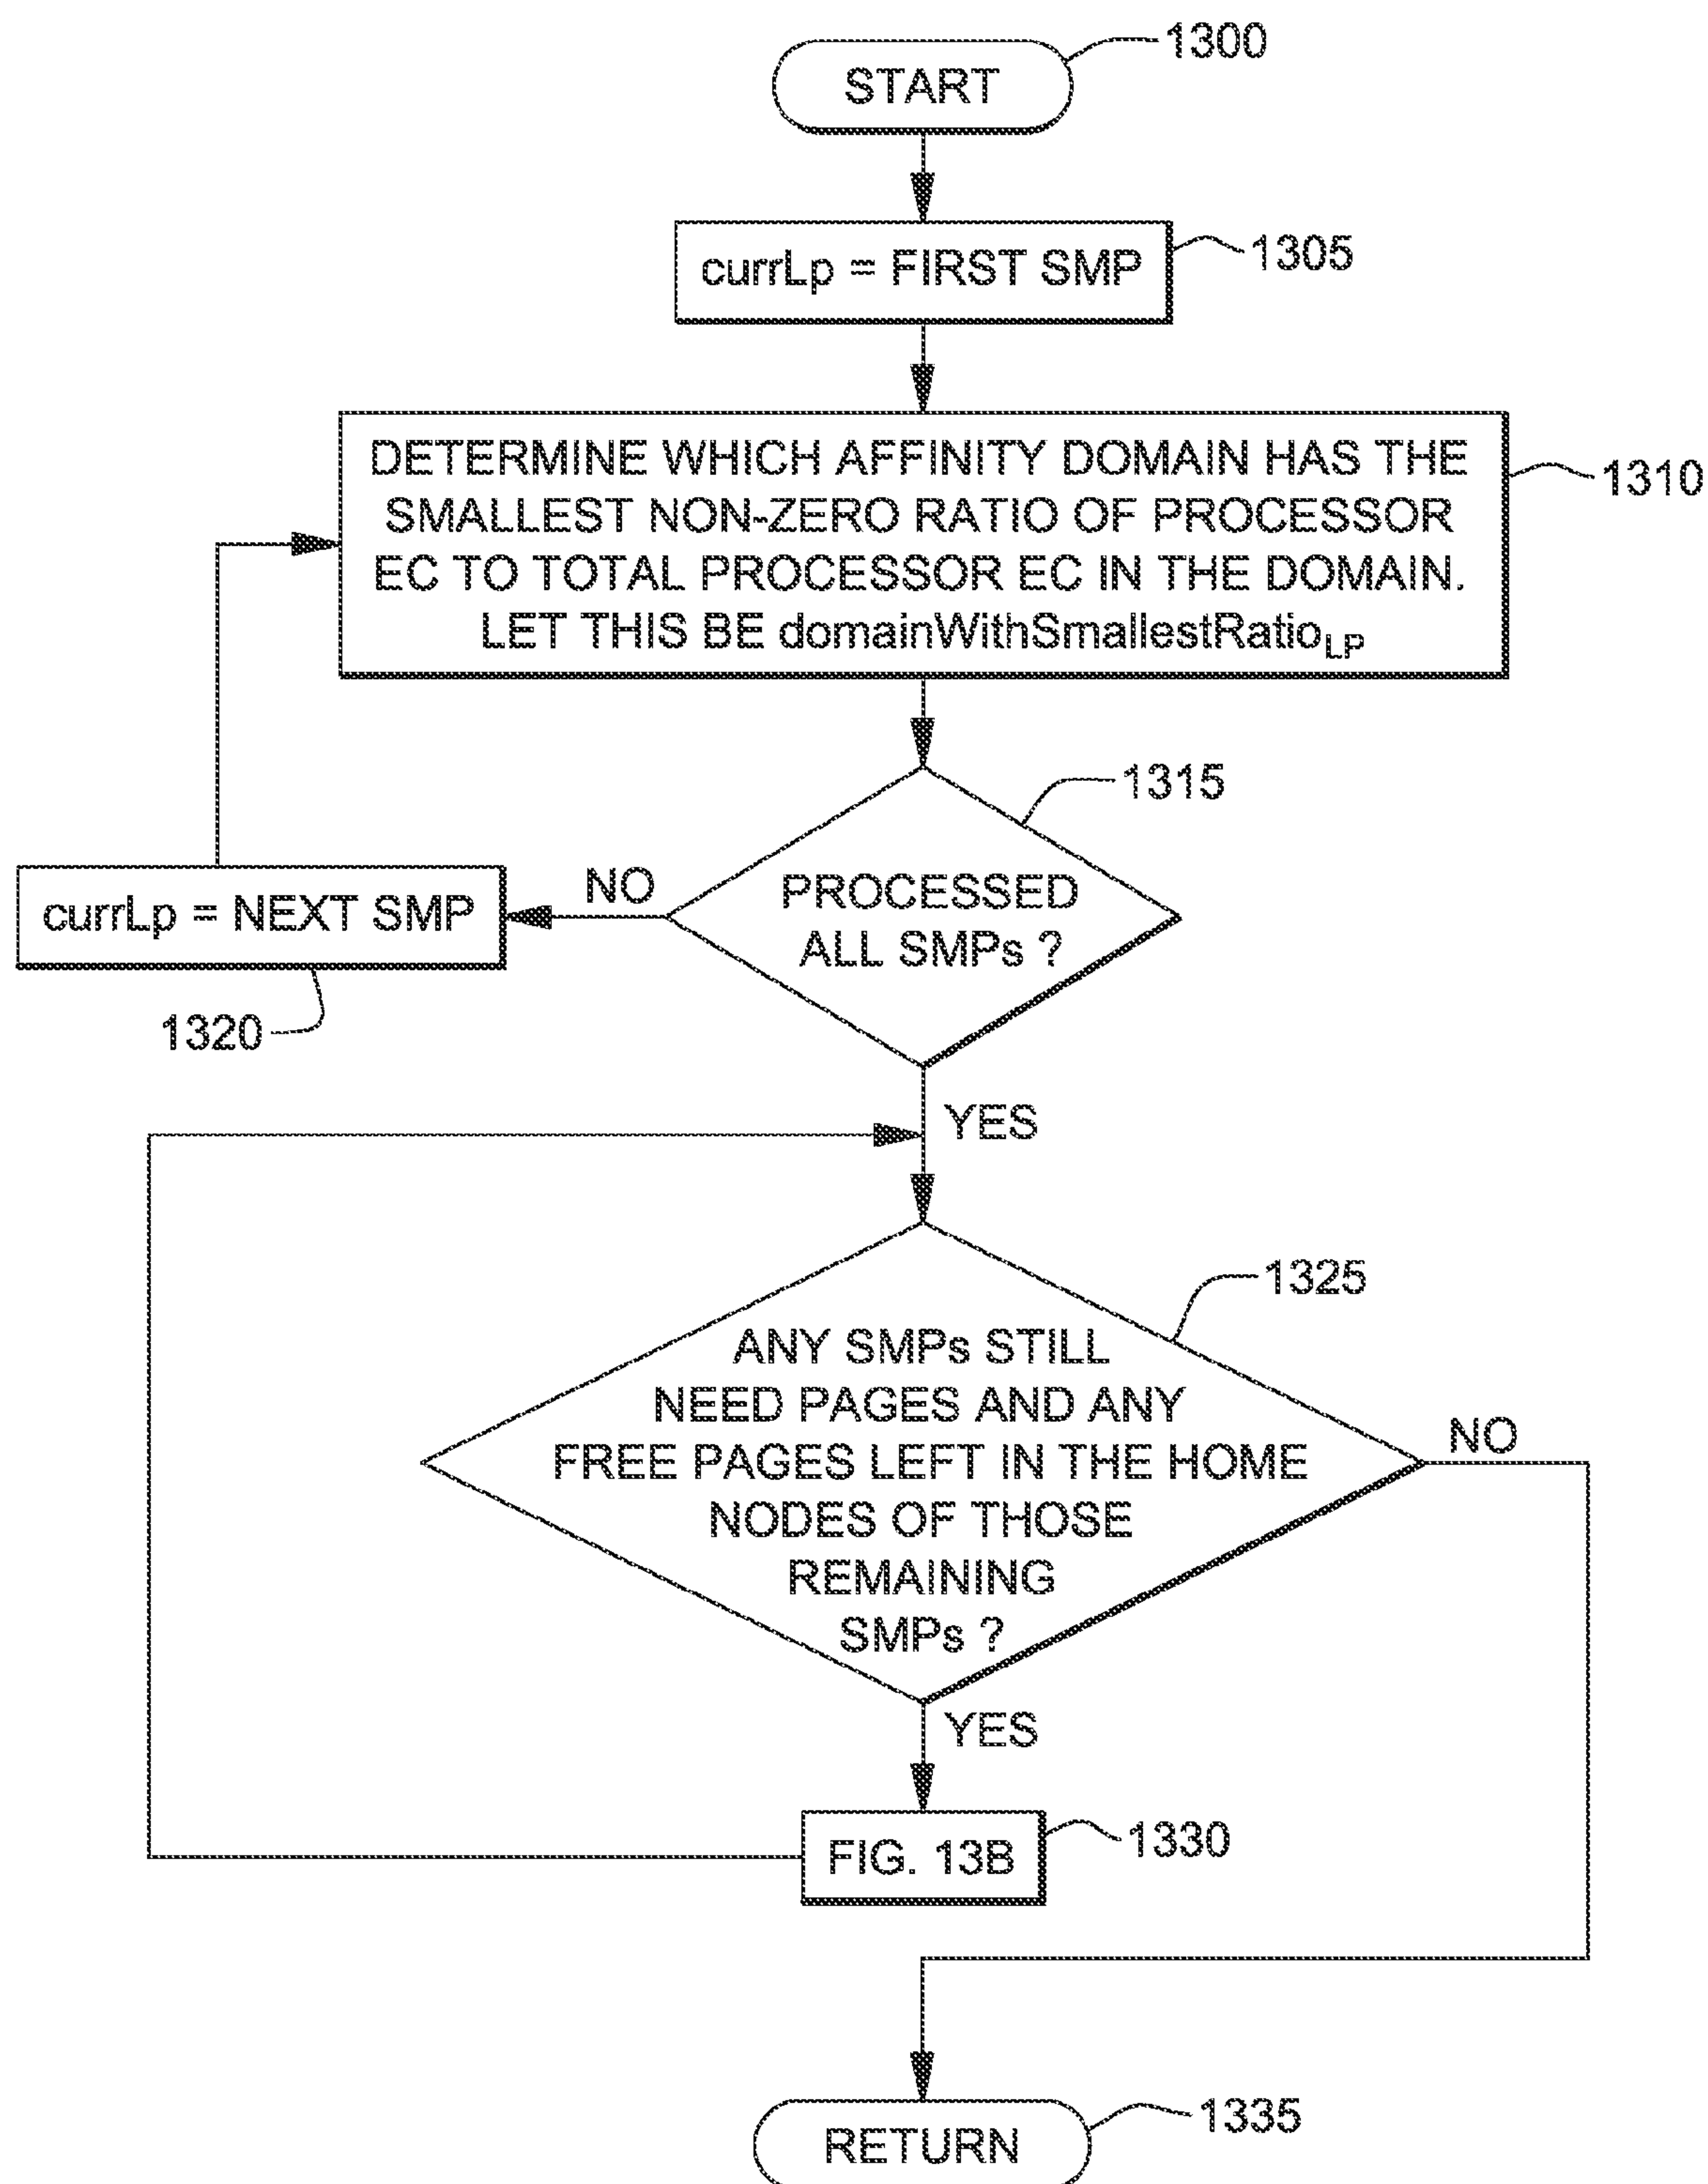 1300
START
currLp = FIRST SMP
1305
DETERMINE WHICH AFFINITY DOMAIN HAS THE
SMALLEST NON-ZERO RATIO OF PROCESSOR
EC TO TOTAL PROCESSOR EC IN THE DOMAIN.
LET THIS BE domainWithSmallestRatioLP
1310
1315
PROCESSED
ALL SMPs ?
NO
currLp = NEXT SMP
1320
YES
1325
ANY SMPs STILL
NEED PAGES AND ANY
FREE PAGES LEFT IN THE HOME
NODES OF THOSE
REMAINING
SMPs ?
NO
YES
FIG. 13B
1330
RETURN
1335